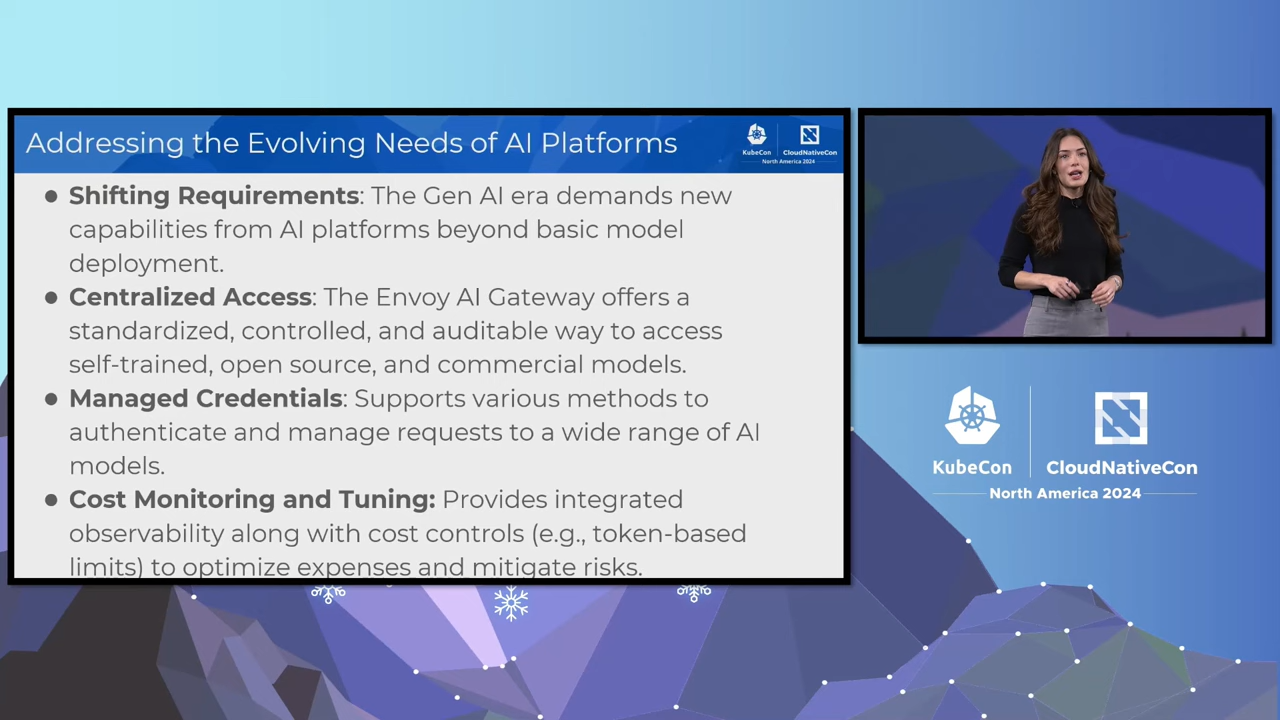 Addressing the Evolving Needs of AI Platforms
KubeCon
CloudNativeCon
North America 2024
● Shifting Requirements: The Gen AI era demands new
capabilities from AI platforms beyond basic model
deployment.
● Centralized Access: The Envoy AI Gateway offers a
standardized, controlled, and auditable way to access
self-trained, open source, and commercial models.
● Managed Credentials: Supports various methods to
authenticate and manage requests to a wide range of AI
models.
● Cost Monitoring and Tuning: Provides integrated
observability along with cost controls (e.g., token-based
limits) to optimize expenses and mitigate risks.
KubeCon
CloudNativeCon
North America 2024